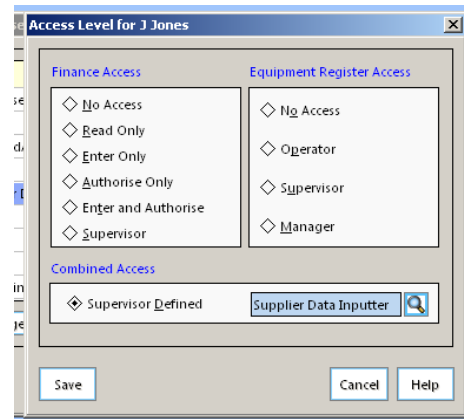 Access Level for J Jones
Finance Access
No Access
Read Only
Enter Only
Authorise Only
Enter and Authorise
Supervisor
Equipment Register Access
No Access
Operator
Supervisor
Manager
Combined Access
Supervisor Defined Supplier Data Inputter
Save Cancel Help